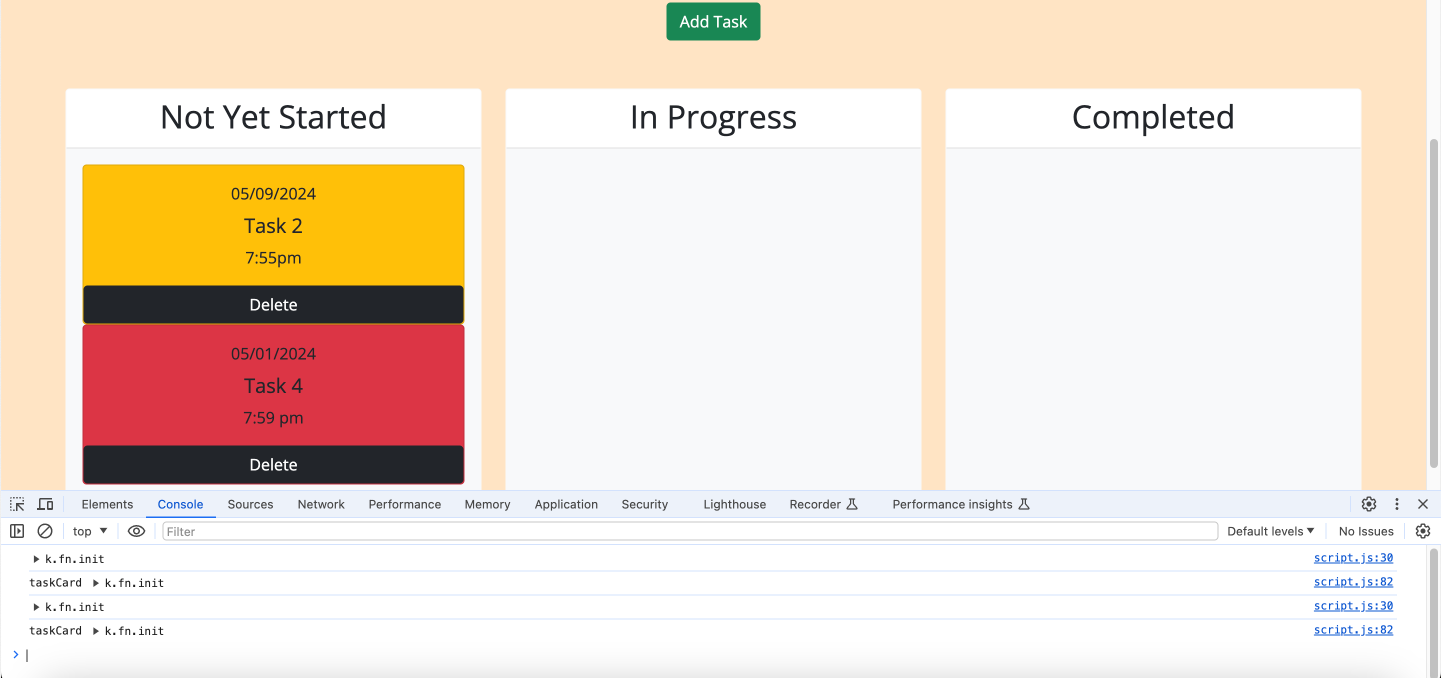 Add Task
Not Yet Started
In Progress
Completed
05/09/2024
Task 2
7:55pm
Delete
05/01/2024
Task 4
7:59 pm
Delete
Elements Console Sources Network Performance Memory Application Security Lighthouse Recorder Performance insights
top Filter Default levels No Issues
k.fn.init script.js:30
taskCard k.fn.init script.js:82
k.fn.init script.js:30
taskCard k.fn.init script.js:82